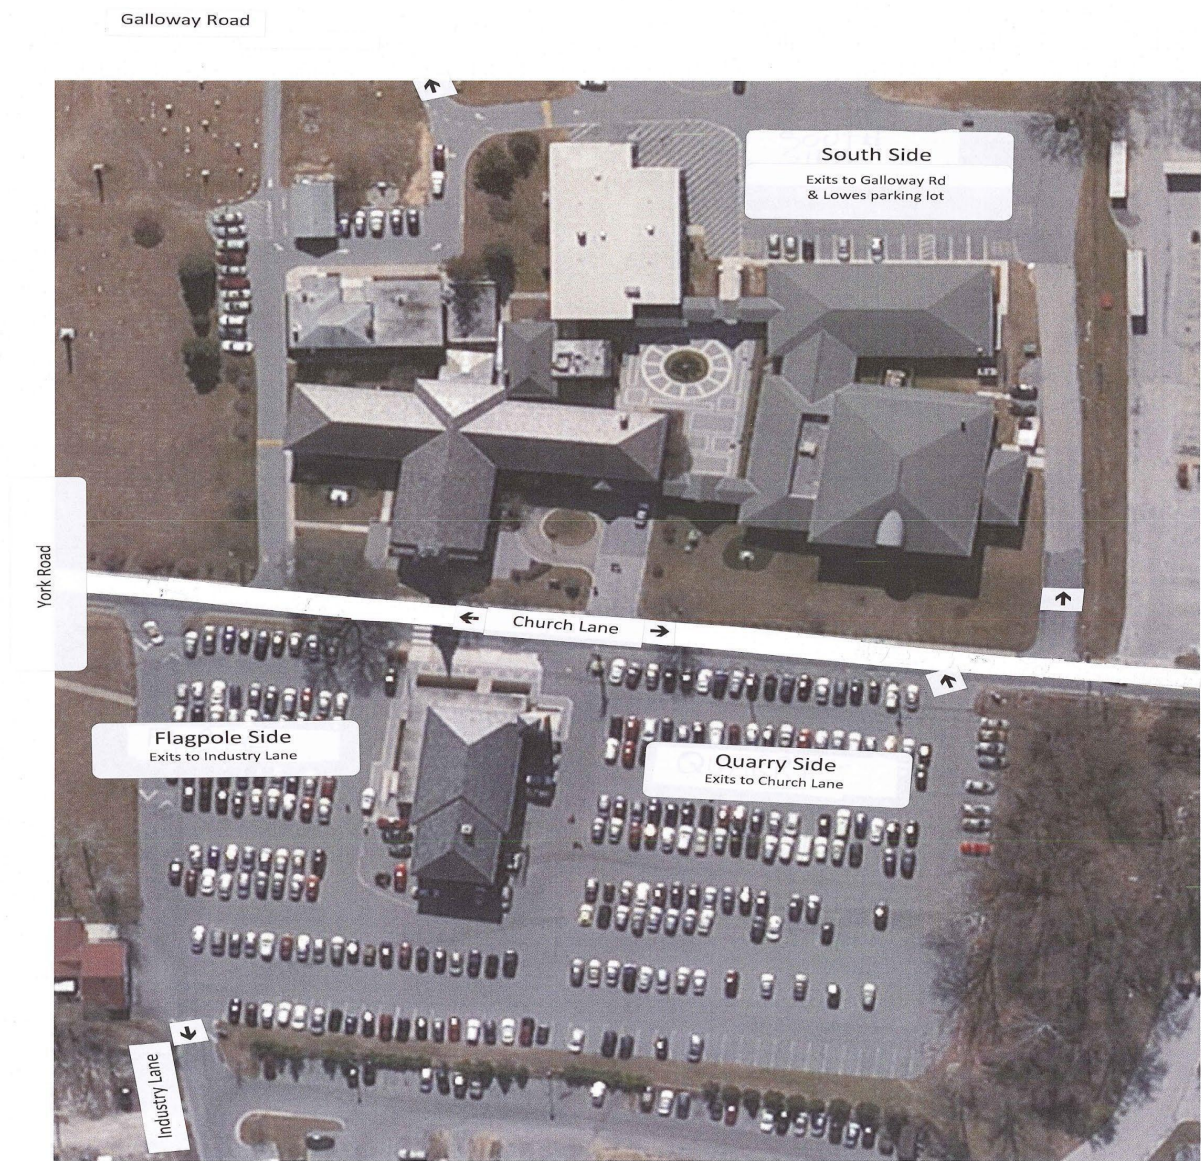 Galloway Road
South Side
Exits to Galloway Rd
& Lowes parking lot
York Road
Church Lane
Flagpole Side
Exits to Industry Lane
Quarry Side
Exits to Church Lane
Industry Lane